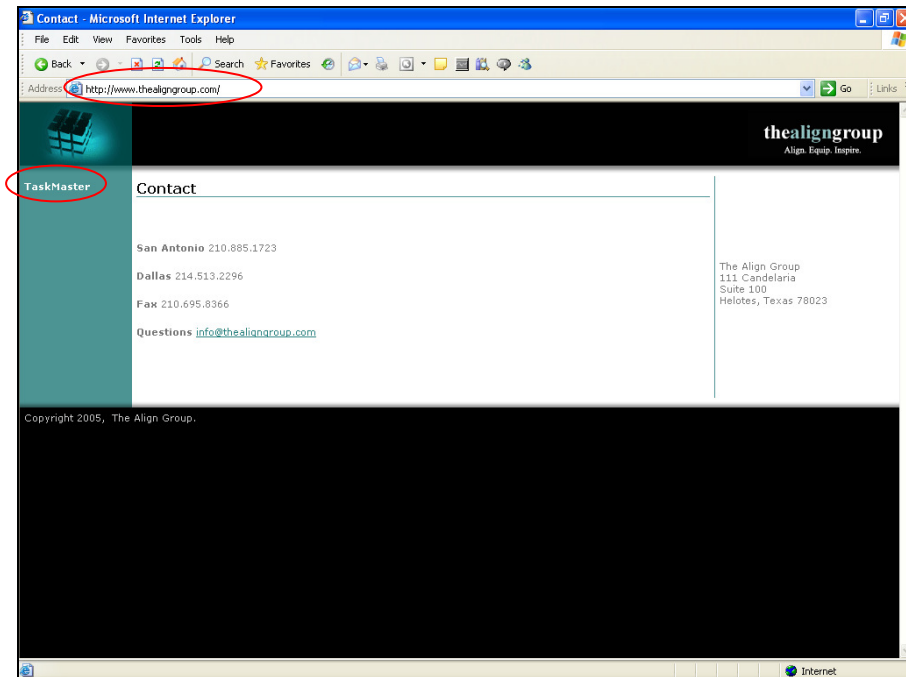 Contact - Microsoft Internet Explorer
File Edit View Favorites Tools Help
Back Search Favorites
Address http://www.thealigngroup.com/ Go Links
thealigngroup
Align. Equip. Inspire.
TaskMaster
Contact
San Antonio 210.885.1723
Dallas 214.513.2296
Fax 210.695.8366
Questions info@thealigngroup.com
The Align Group
111 Candelaria
Suite 100
Helotes, Texas 78023
Copyright 2005, The Align Group.
Internet